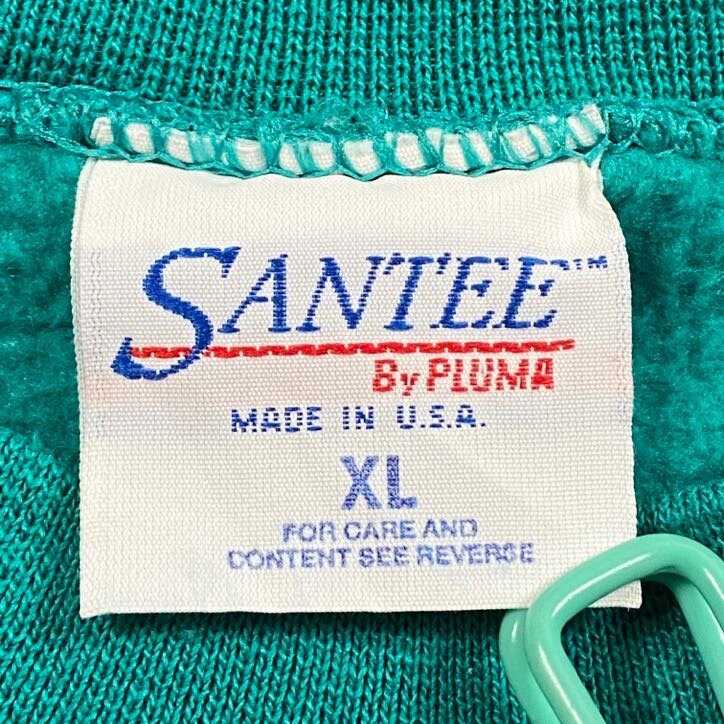 SANTEE™
By PLUMA
MADE IN U.S.A.
XL
FOR CARE AND
CONTENT SEE REVERSE